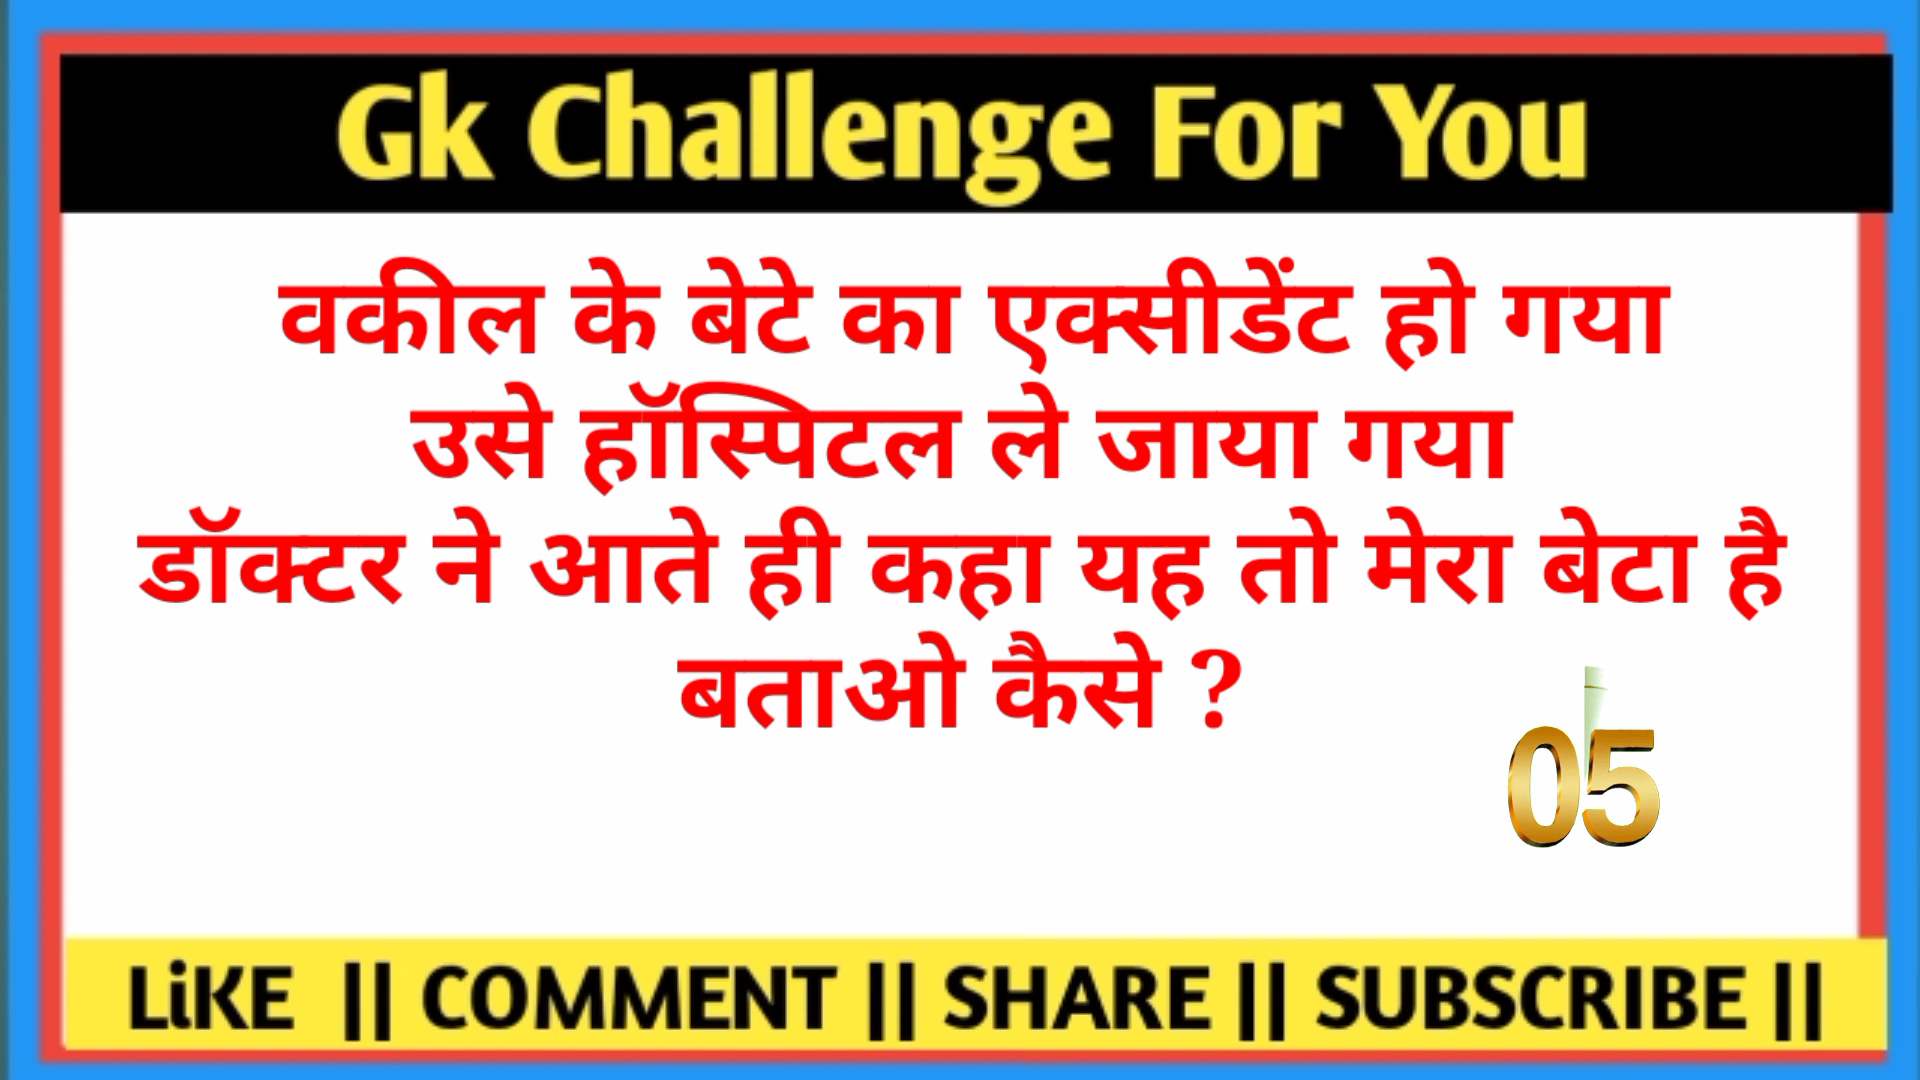 Gk Challenge For You
वकील के बेटे का एक्सीडेंट हो गया
उसे हॉस्पिटल ले जाया गया
डॉक्टर ने आते ही कहा यह तो मेरा बेटा है
बताओ कैसे ?
05
LiKE || COMMENT || SHARE || SUBSCRIBE ||